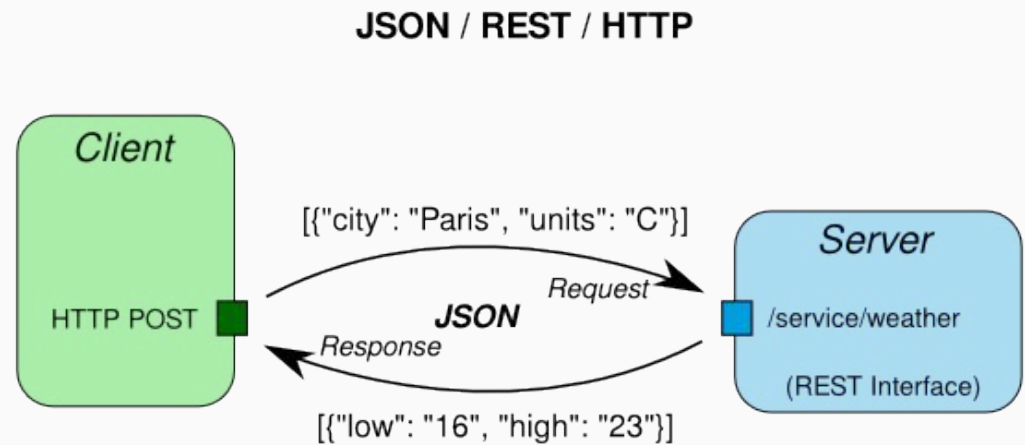 JSON / REST / HTTP
Client
[{"city": "Paris", "units": "C"}]
Server
Request
HTTP POST
JSON
/service/weather
Response
(REST Interface)
[{"low": "16", "high": "23"}]